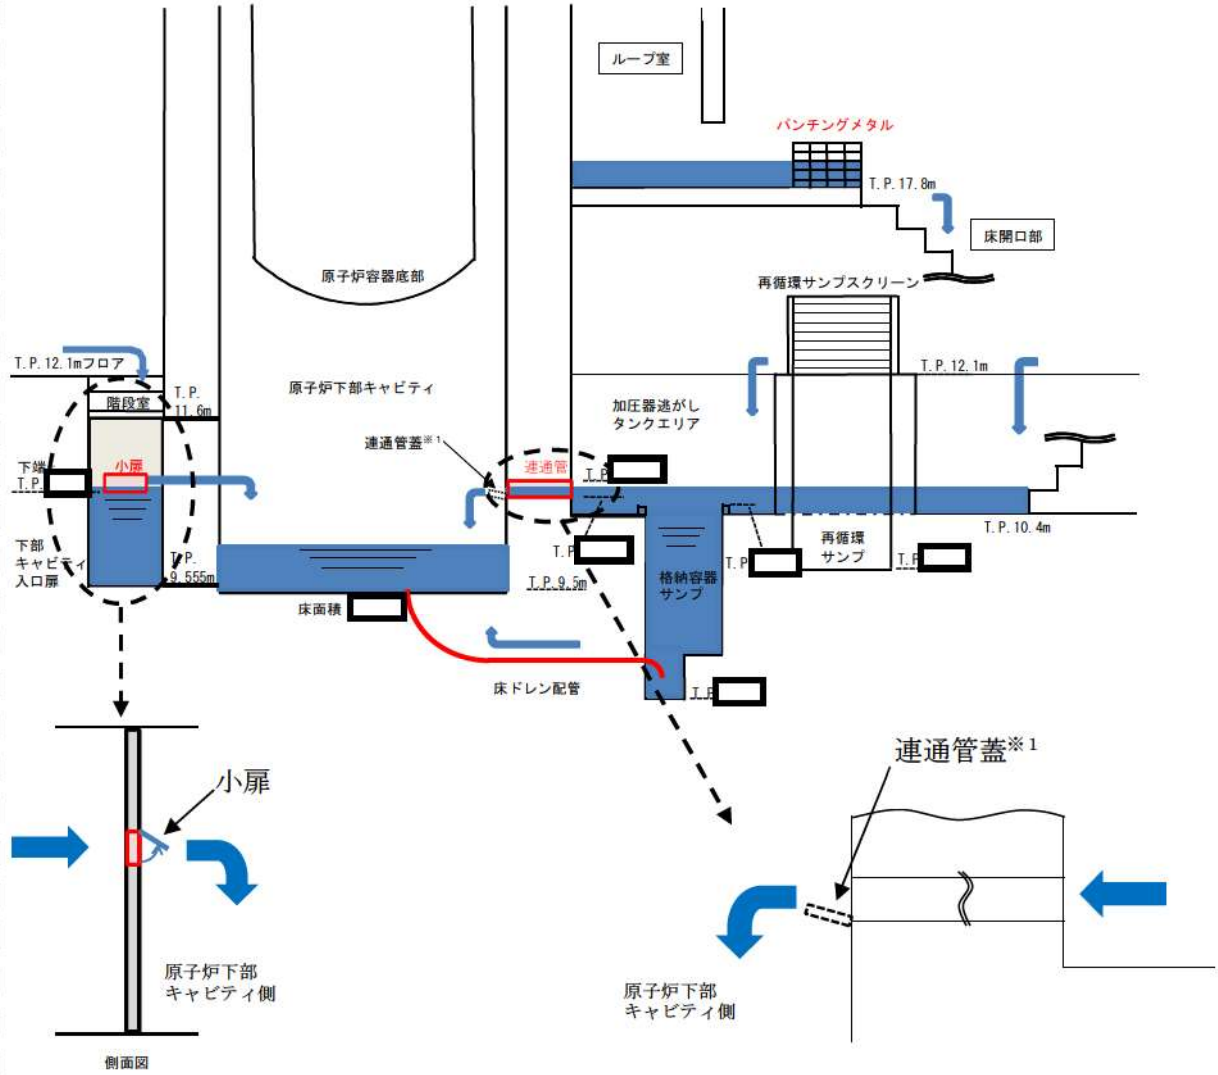 ループ室
パンチングメタル
T.P.17.8m
床開口部
原子炉容器底部
再循環サンプスクリーン
T.P.12.1mフロア
T.P.12.1m
階段室
T.P.
11.6m
原子炉下部キャビティ
加圧器逃がし
タンクエリア
連通管蓋※1
連通管
小扉
下端
T.P.
T.P
T.P.10.4m
下部
キャビティ
入口扉
T.P.
9.555m
T.P
T.P.9.5m
格納容器
サンプ
T.P
再循環
サンプ
T.P
床面積
床ドレン配管
T.P
小扉
連通管蓋※1
原子炉下部
キャビティ側
原子炉下部
キャビティ側
側面図